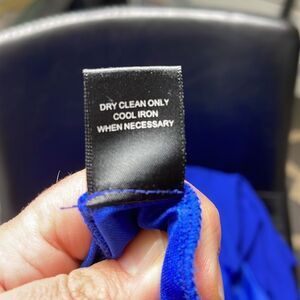 DRY CLEAN ONLY
COOL IRON
WHEN NECESSARY